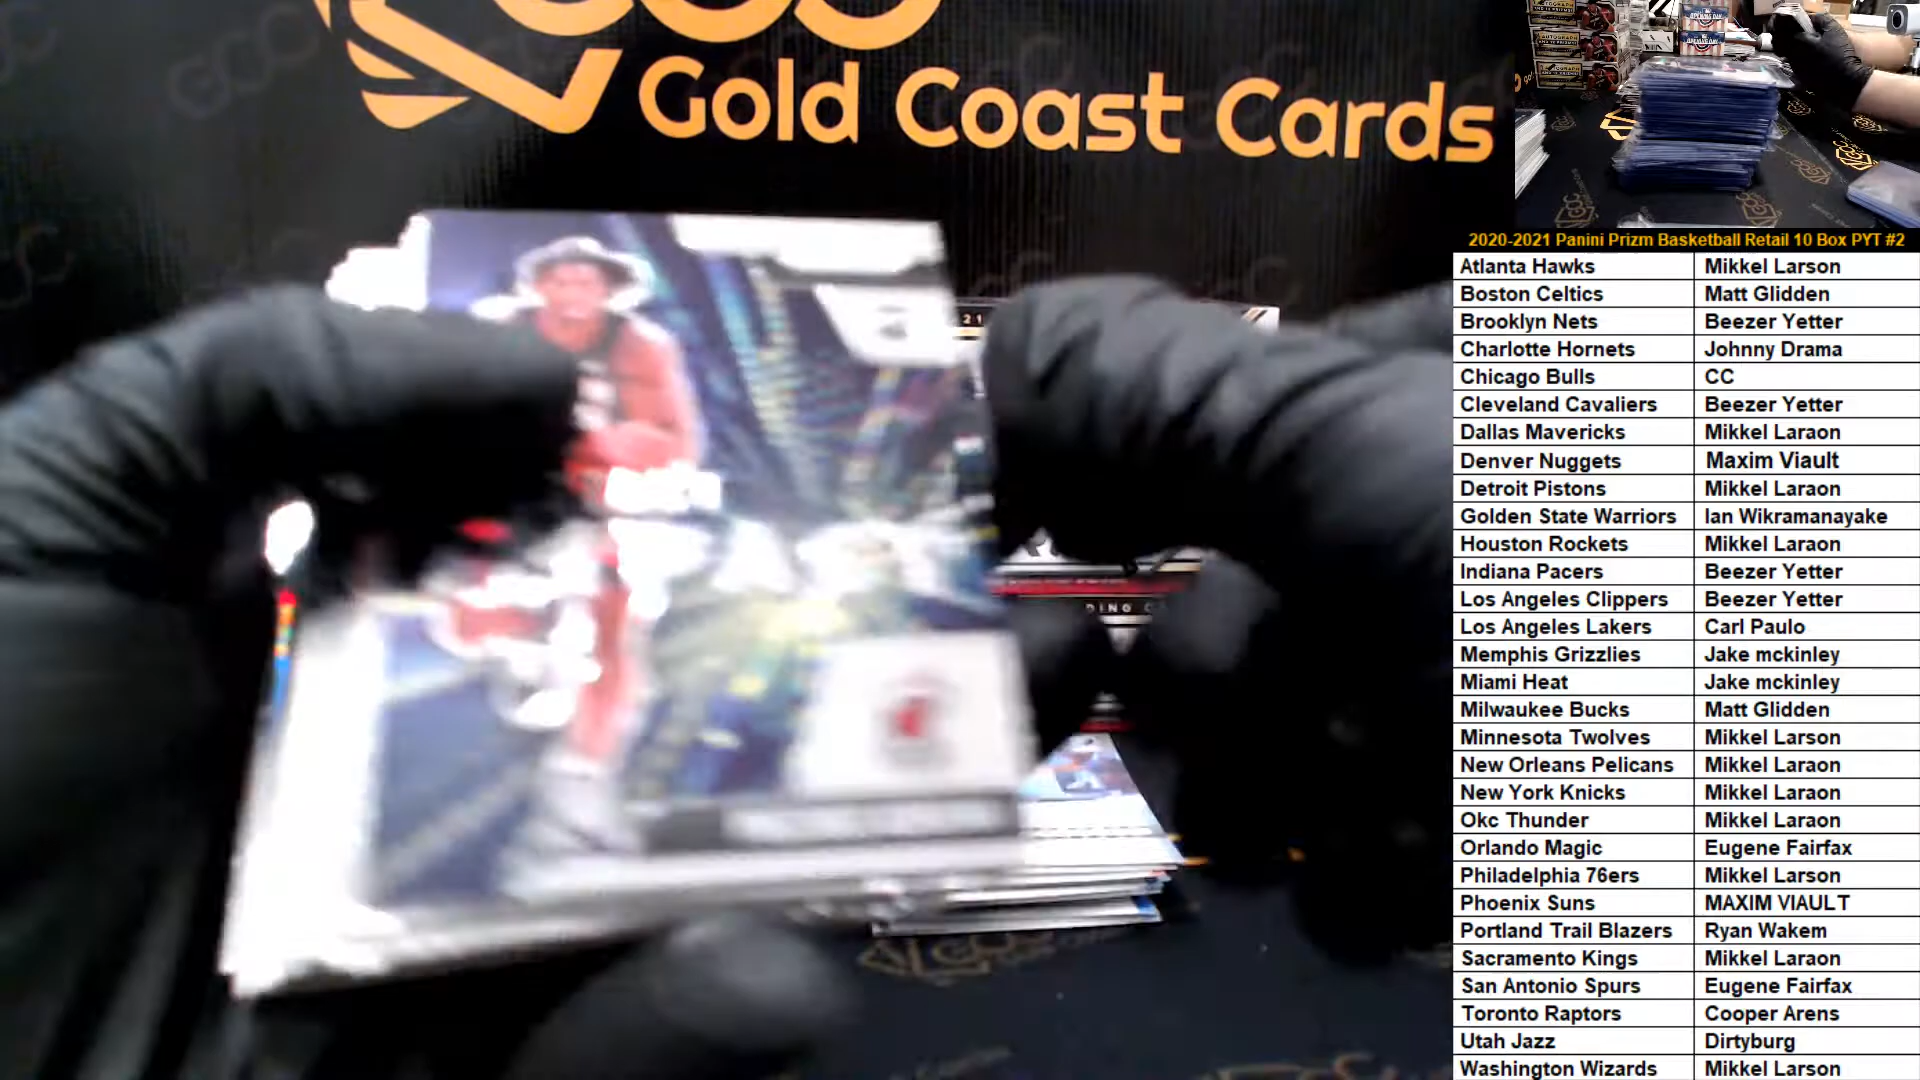 Gold Coast Cards
2020-2021 Panini Prizm Basketball Retail 10 Box PYT #2
Atlanta Hawks Mikkel Larson
Boston Celtics Matt Glidden
Brooklyn Nets Beezer Yetter
Charlotte Hornets Johnny Drama
Chicago Bulls CC
Cleveland Cavaliers Beezer Yetter
Dallas Mavericks Mikkel Laraon
Denver Nuggets Maxim Viault
Detroit Pistons Mikkel Laraon
Golden State Warriors Ian Wikramanayake
Houston Rockets Mikkel Laraon
Indiana Pacers Beezer Yetter
Los Angeles Clippers Beezer Yetter
Los Angeles Lakers Carl Paulo
Memphis Grizzlies Jake mckinley
Miami Heat Jake mckinley
Milwaukee Bucks Matt Glidden
Minnesota Twolves Mikkel Larson
New Orleans Pelicans Mikkel Laraon
New York Knicks Mikkel Laraon
Okc Thunder Mikkel Laraon
Orlando Magic Eugene Fairfax
Philadelphia 76ers Mikkel Larson
Phoenix Suns MAXIM VIAULT
Portland Trail Blazers Ryan Wakem
Sacramento Kings Mikkel Laraon
San Antonio Spurs Eugene Fairfax
Toronto Raptors Cooper Arens
Utah Jazz Dirtyburg
Washington Wizards Mikkel Larson